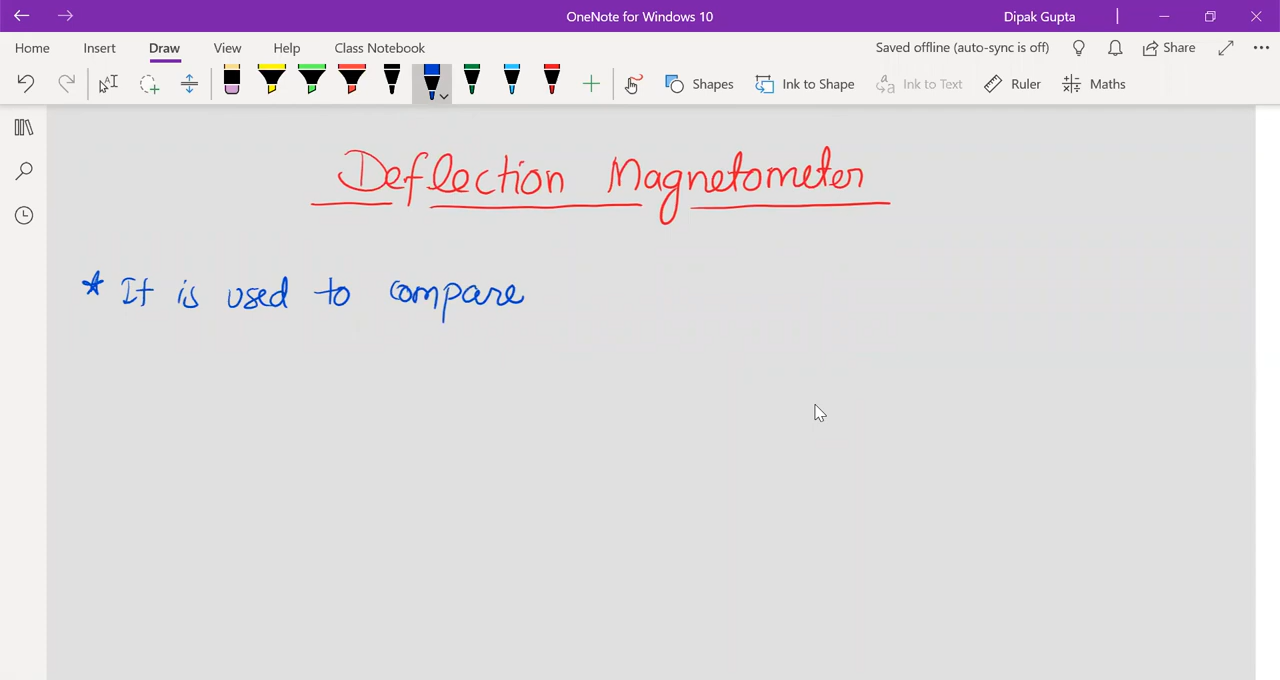 OneNote for Windows 10
Dipak Gupta
Home Insert Draw View Help Class Notebook
Saved offline (auto-sync is off)
Share
Shapes Ink to Shape Ink to Text Ruler Maths
Deflection Magnetometer
* It is used to compare